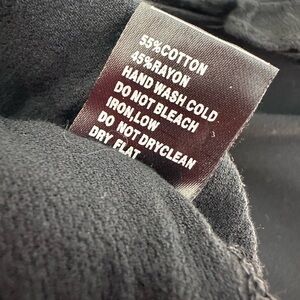 55%COTTON
45%RAYON
HAND WASH COLD
DO NOT BLEACH
IRON,LOW
DO NOT DRYCLEAN
DRY FLAT